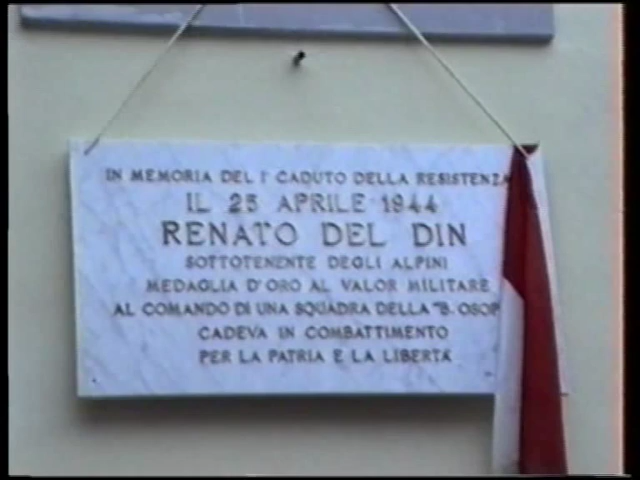 IN MEMORIA DEL 1° CADUTO DELLA RESISTENZA
IL 25 APRILE 1944
RENATO DEL DIN
SOTTOTENENTE DEGLI ALPINI
MEDAGLIA D'ORO AL VALOR MILITARE
AL COMANDO DI UNA SQUADRA DELLA "B. OSOP
CADEVA IN COMBATTIMENTO
PER LA PATRIA E LA LIBERTÀ